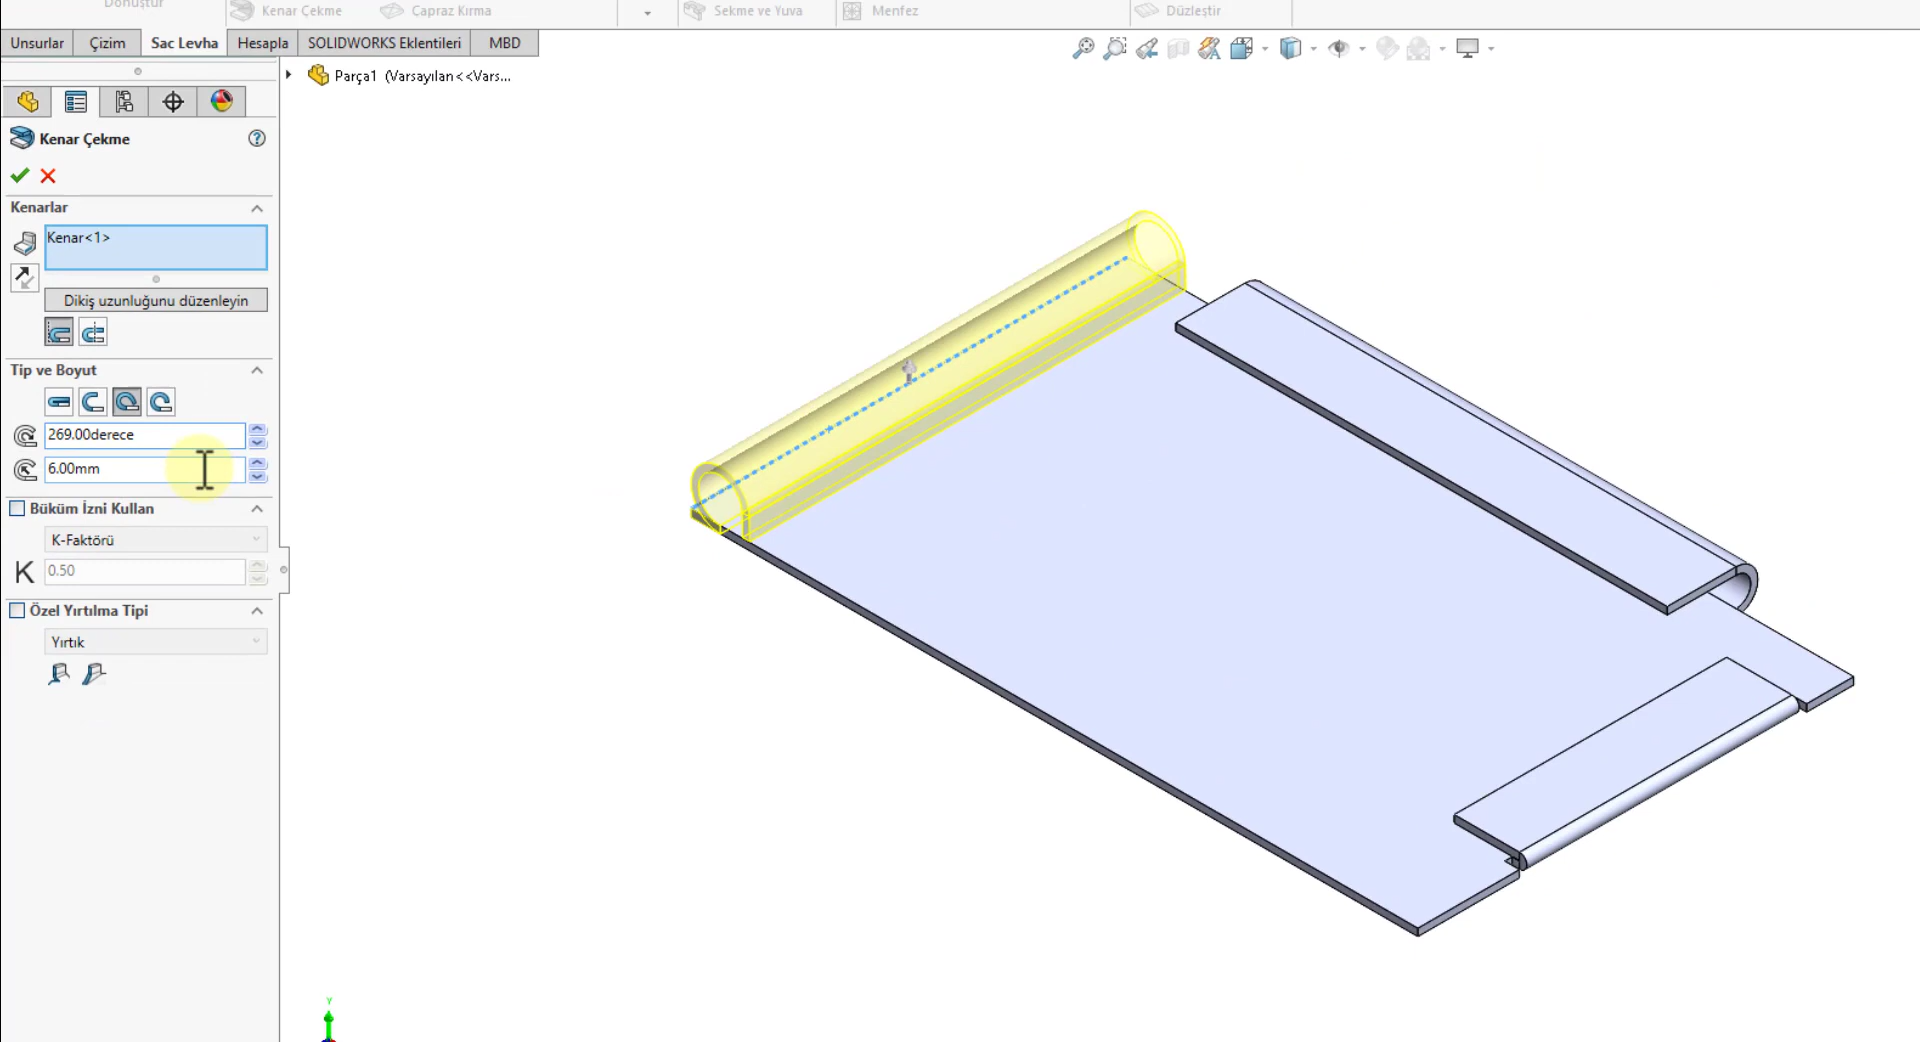 Dönüştür
Kenar Çekme
Çapraz Kırma
Sekme ve Yuva
Menfez
Düzleştir
Unsurlar
Çizim
Sac Levha
Hesapla
SOLIDWORKS Eklentileri
MBD
Parça1 (Varsayılan<<Vars...
Kenar Çekme
Kenarlar
Kenar<1>
Dikiş uzunluğunu düzenleyin
Tip ve Boyut
269.00derece
6.00mm
Büküm İzni Kullan
K-Faktörü
K
0.50
Özel Yırtılma Tipi
Yırtık
Y